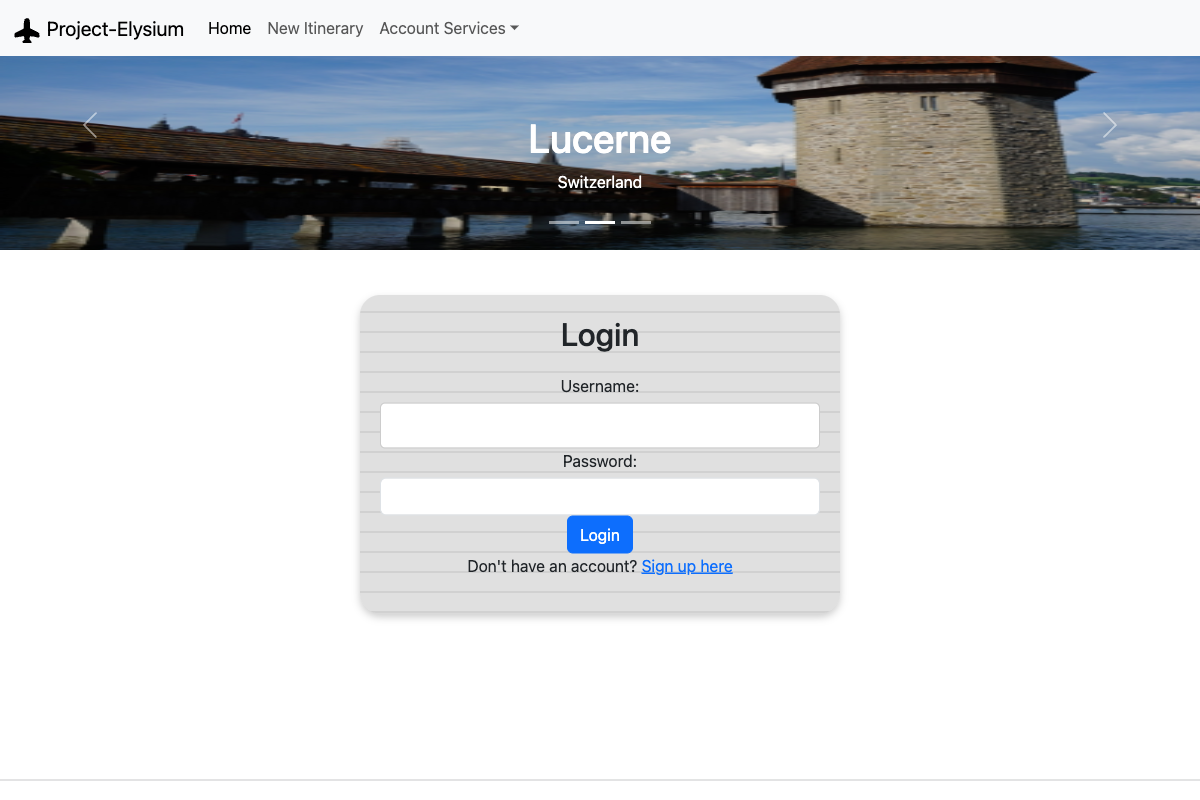 Project-Elysium Home New Itinerary Account Services
Lucerne
Switzerland
Login
Username:
Password:
Login
Don't have an account? Sign up here